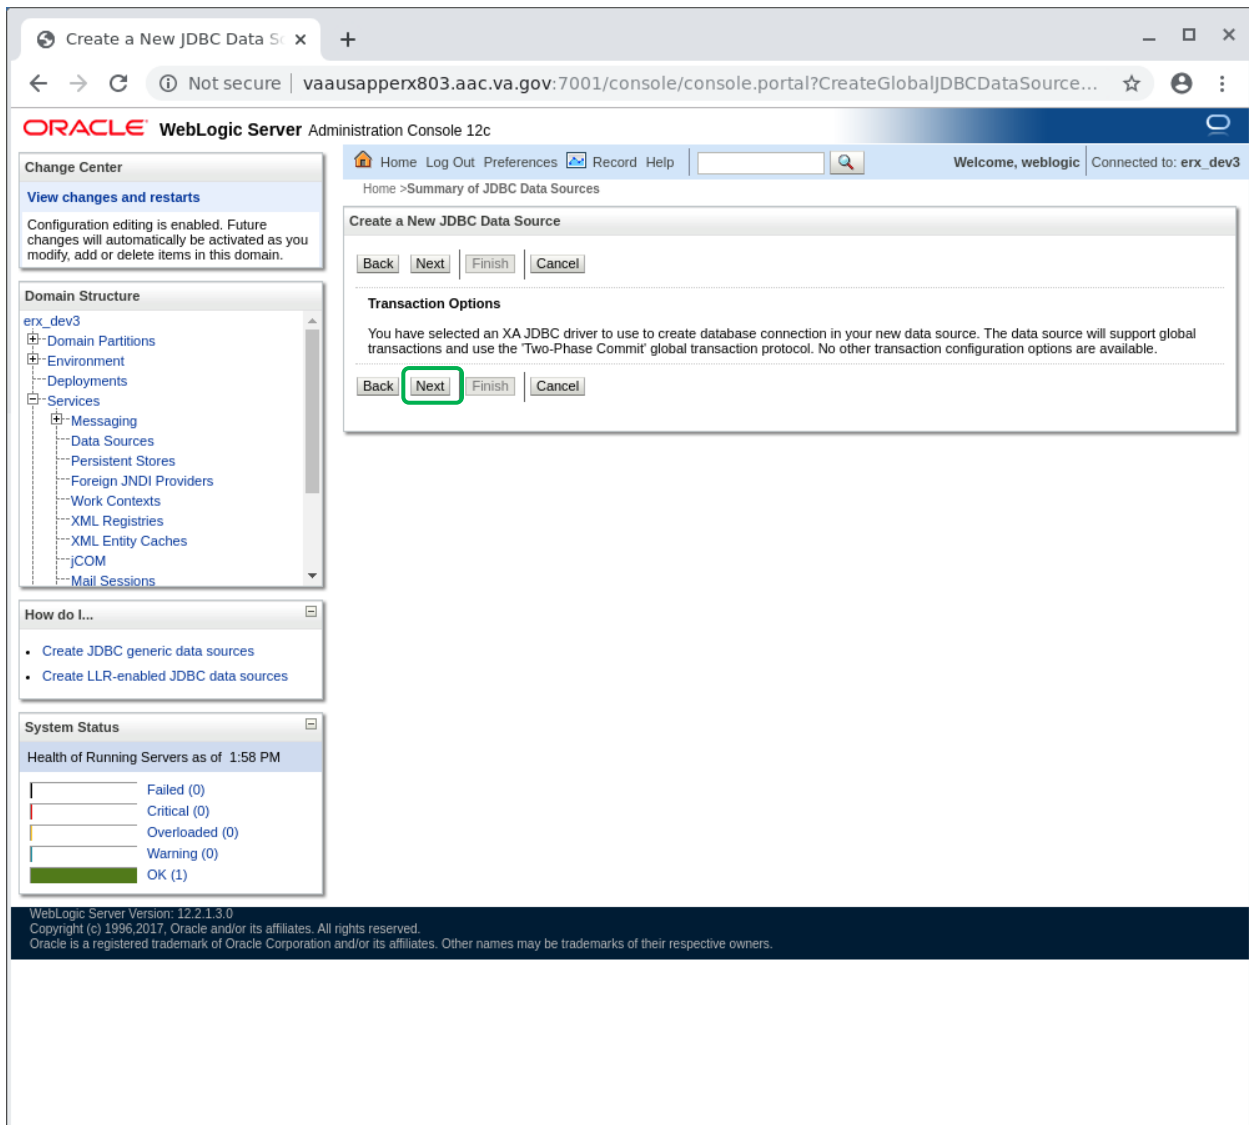 Create a New JDBC Data So
Not secure | vaausapperx803.aac.va.gov:7001/console/console.portal?CreateGlobalJDBCDataSource...
ORACLE WebLogic Server Administration Console 12c
Change Center
View changes and restarts
Configuration editing is enabled. Future
changes will automatically be activated as you
modify, add or delete items in this domain.
Domain Structure
erx_dev3
Domain Partitions
Environment
Deployments
Services
Messaging
Data Sources
Persistent Stores
Foreign JNDI Providers
Work Contexts
XML Registries
XML Entity Caches
jCOM
Mail Sessions
How do I...
• Create JDBC generic data sources
• Create LLR-enabled JDBC data sources
System Status
Health of Running Servers as of 1:58 PM
Failed (0)
Critical (0)
Overloaded (0)
Warning (0)
OK (1)
Home Log Out Preferences Record Help
Welcome, weblogic Connected to: erx_dev3
Home >Summary of JDBC Data Sources
Create a New JDBC Data Source
Back Next Finish Cancel
Transaction Options
You have selected an XA JDBC driver to use to create database connection in your new data source. The data source will support global
transactions and use the 'Two-Phase Commit' global transaction protocol. No other transaction configuration options are available.
Back Next Finish Cancel
WebLogic Server Version: 12.2.1.3.0
Copyright (c) 1996,2017, Oracle and/or its affiliates. All rights reserved.
Oracle is a registered trademark of Oracle Corporation and/or its affiliates. Other names may be trademarks of their respective owners.